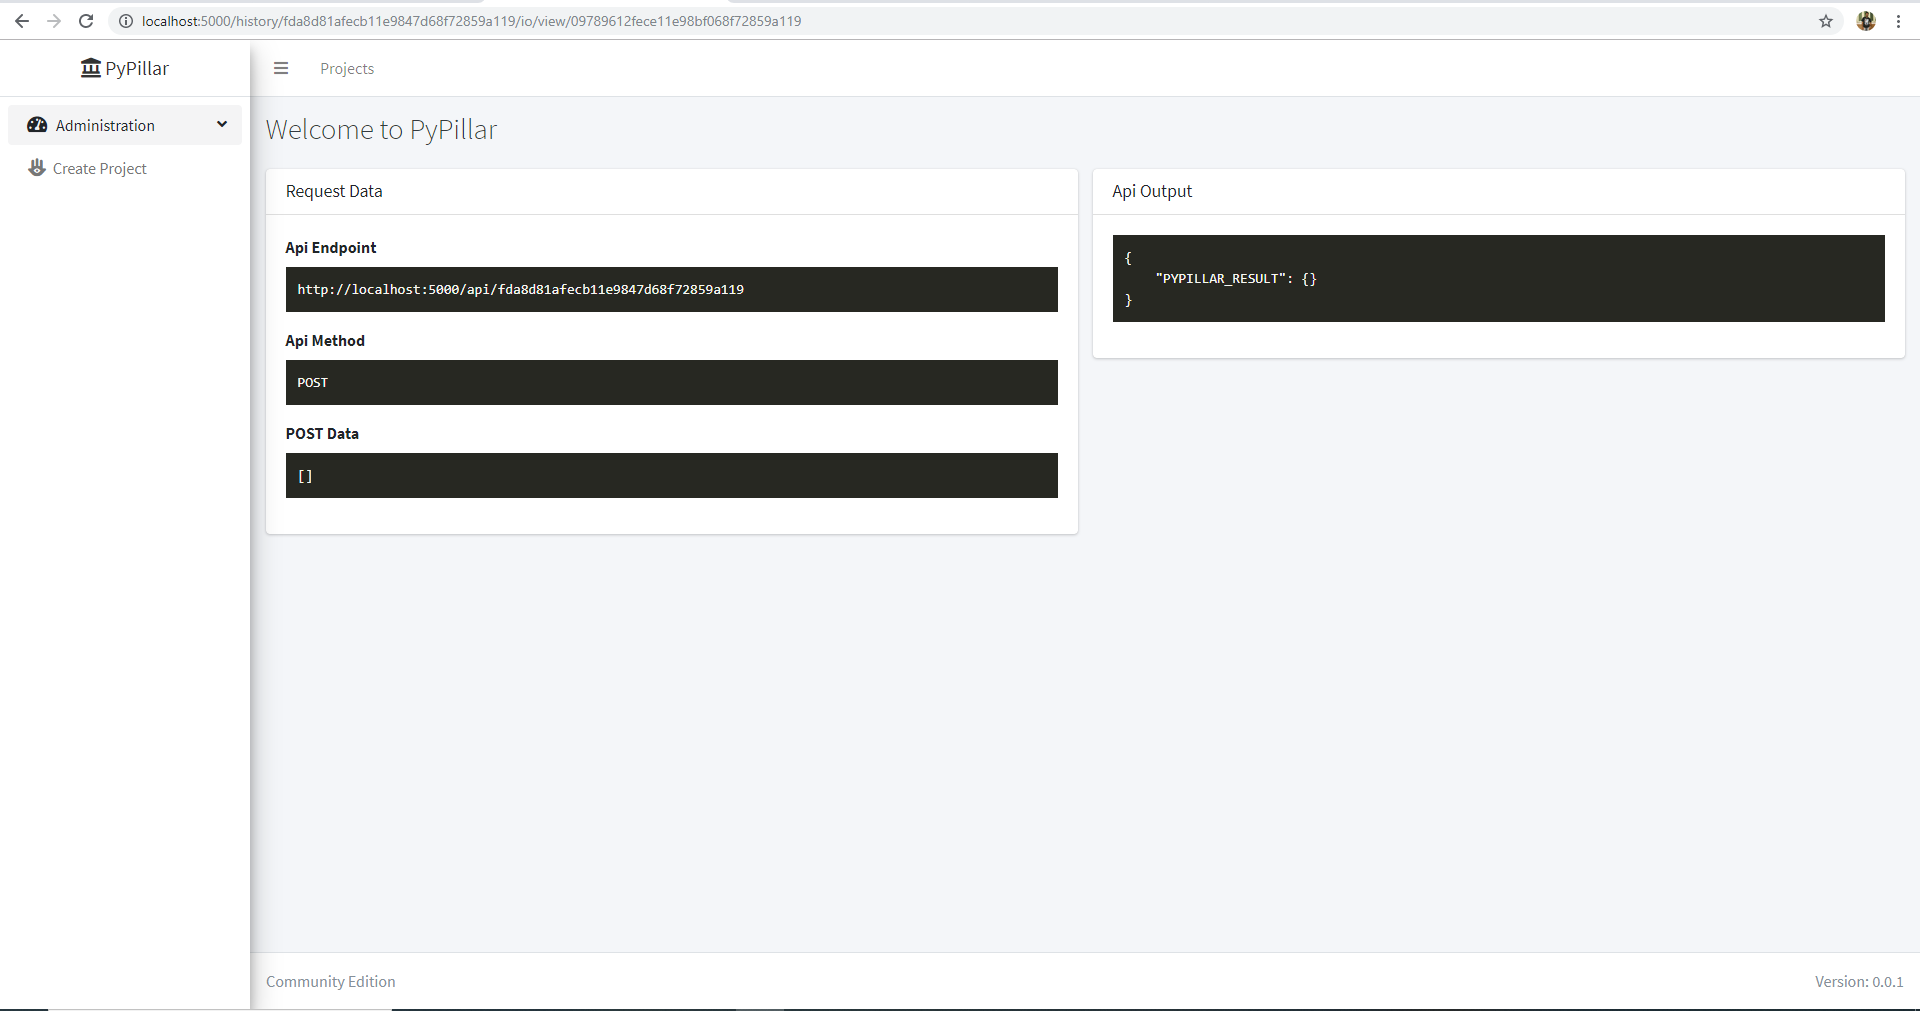 localhost:5000/history/fda8d81afecb11e9847d68f72859a119/io/view/09789612fece11e98bf068f72859a119
PyPillar
Projects
Administration
Create Project
Welcome to PyPillar
Request Data
Api Endpoint
http://localhost:5000/api/fda8d81afecb11e9847d68f72859a119
Api Method
POST
POST Data
[]
Api Output
{
    "PYPILLAR_RESULT": {}
}
Community Edition
Version: 0.0.1